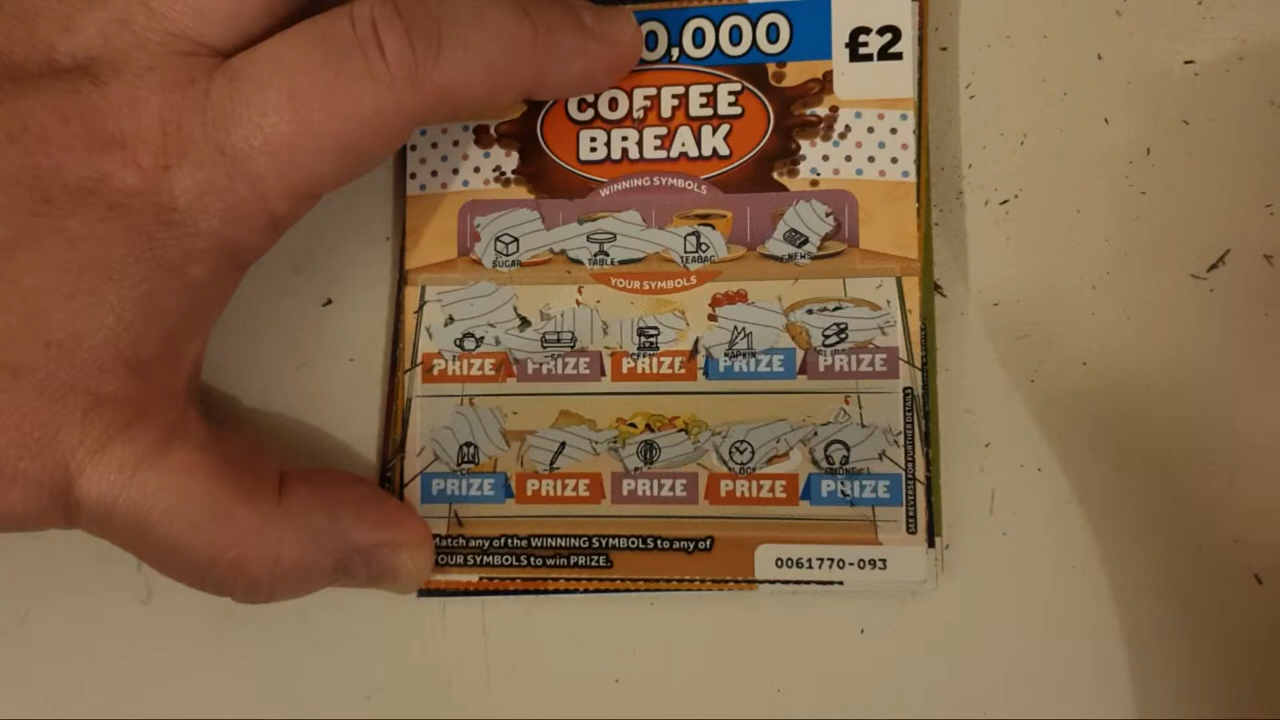 0,000
£2
COFFEE
BREAK
WINNING SYMBOLS
SUGAR TABLE TEABAG NEWS
YOUR SYMBOLS
NAPKIN
PRIZE PRIZE PRIZE PRIZE PRIZE
PRIZE PRIZE PRIZE PRIZE PRIZE
SEE REVERSE FOR FURTHER DETAILS
Match any of the WINNING SYMBOLS to any of
YOUR SYMBOLS to win PRIZE.
0061770-093